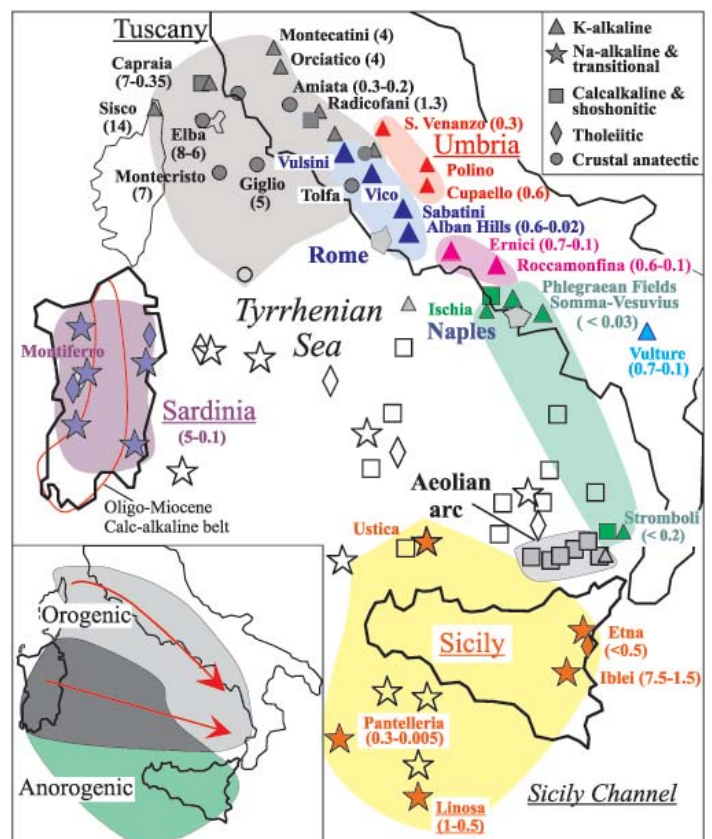 Tuscany
Montecatini (4)
Orciatico (4)
Capraia
(7-0.35)
Amiata (0.3-0.2)
Radicofani (1.3)
Sisco
(14)
Elba
(8-6)
Montecristo
(7)
Giglio
(5)
Tolfa
Vulsini
Vico
S. Venanzo (0.3)
Umbria
Polino
Cupaello (0.6)
Sabatini
Alban Hills (0.6-0.02)
Rome
Ernici (0.7-0.1)
Roccamonfina (0.6-0.1)
Phlegraean Fields
Somma-Vesuvius
(< 0.03)
Ischia
Naples
Vulture
(0.7-0.1)
Tyrrhenian
Sea
Montiferro
Sardinia
(5-0.1)
Oligo-Miocene
Calc-alkaline belt
Aeolian
arc
Stromboli
(< 0.2)
Ustica
Sicily
Etna
(<0.5)
Iblei (7.5-1.5)
Pantelleria
(0.3-0.005)
Linosa
(1-0.5)
Sicily Channel
K-alkaline
Na-alkaline &
transitional
Calcalkaline &
shoshonitic
Tholeiitic
Crustal anatectic
Orogenic
Anorogenic